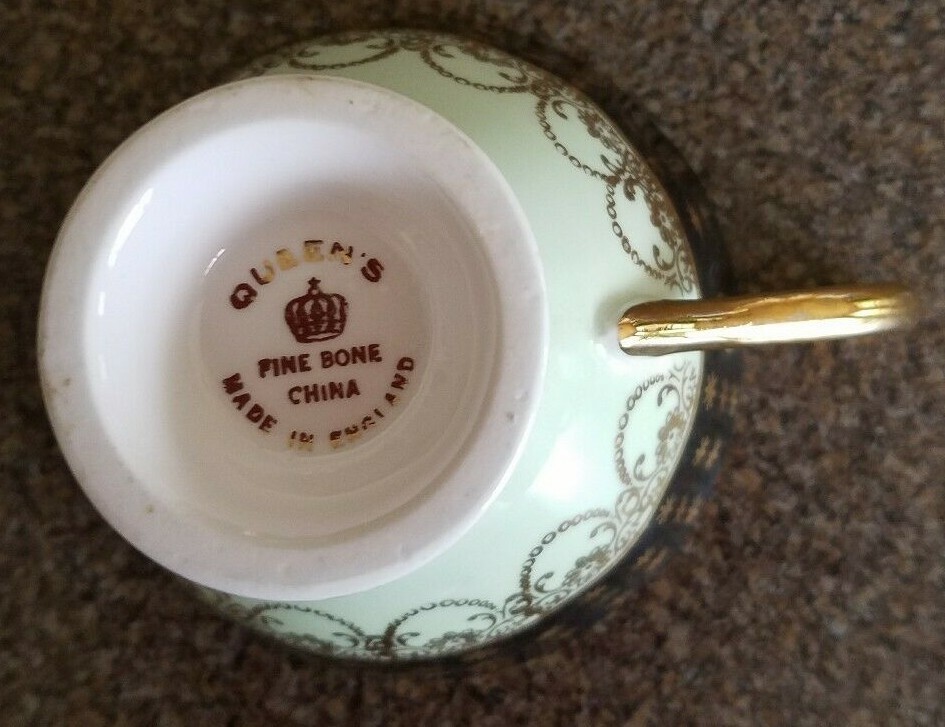 QUEEN'S
FINE BONE
CHINA
MADE IN ENGLAND